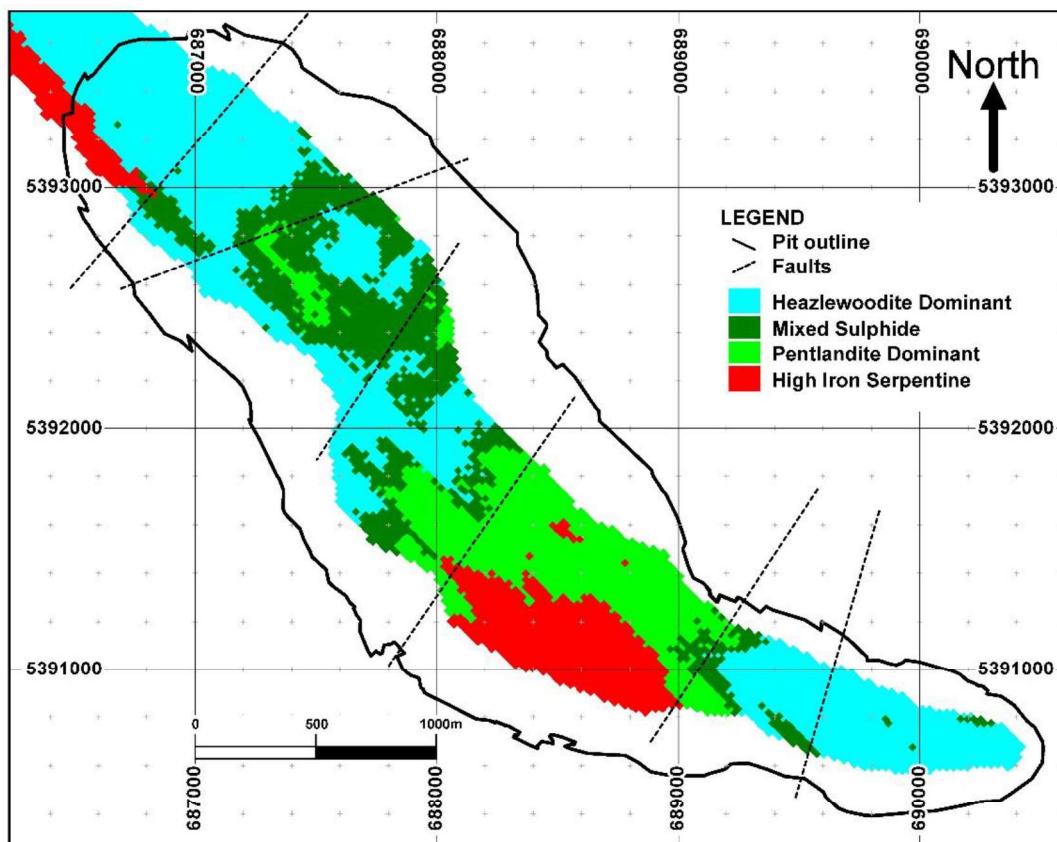 687000
688000
689000
690000
North
5393000
5393000
LEGEND
Pit outline
Faults
Heazlewoodite Dominant
Mixed Sulphide
Pentlandite Dominant
High Iron Serpentine
5392000
5392000
5391000
5391000
0
500
1000m
687000
688000
689000
690000